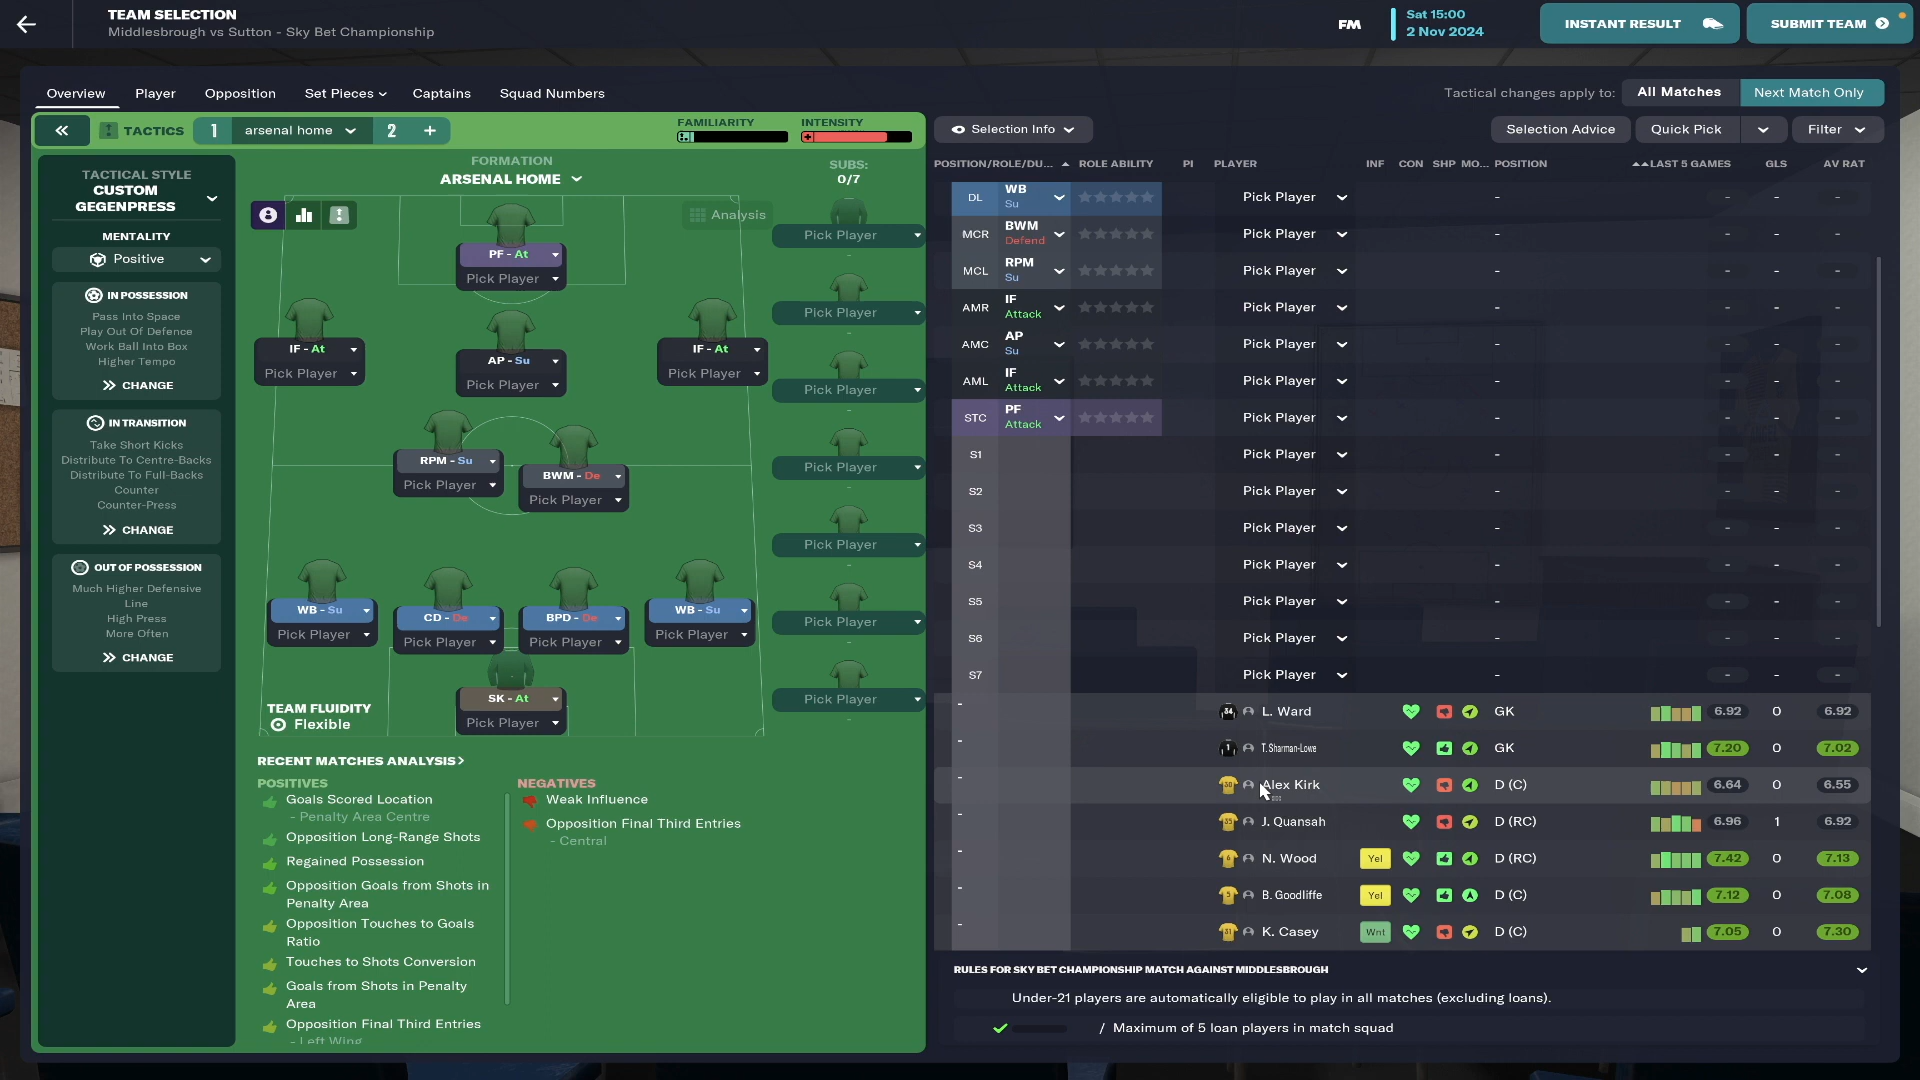 TEAM SELECTION
Middlesbrough vs Sutton - Sky Bet Championship
FM
Sat 15:00
2 Nov 2024
INSTANT RESULT
SUBMIT TEAM
Overview
Player
Opposition
Set Pieces
Captains
Squad Numbers
Tactical changes apply to:
All Matches
Next Match Only
TACTICS
1
arsenal home
2
+
FAMILIARITY
INTENSITY
Selection Info
Selection Advice
Quick Pick
Filter
TACTICAL STYLE
CUSTOM
GEGENPRESS
MENTALITY
Positive
IN POSSESSION
Pass Into Space
Play Out Of Defence
Work Ball Into Box
Higher Tempo
CHANGE
IN TRANSITION
Take Short Kicks
Distribute To Centre-Backs
Distribute To Full-Backs
Counter
Counter-Press
CHANGE
OUT OF POSSESSION
Much Higher Defensive
Line
High Press
More Often
CHANGE
FORMATION
ARSENAL HOME
Analysis
SUBS:
0/7
PF - At
Pick Player
IF - At
Pick Player
AP - Su
Pick Player
IF - At
Pick Player
RPM - Su
Pick Player
BWM - De
Pick Player
WB - Su
Pick Player
CD - De
Pick Player
BPD - De
Pick Player
WB - Su
Pick Player
SK - At
Pick Player
Pick Player
-
Pick Player
-
Pick Player
-
Pick Player
-
Pick Player
-
Pick Player
-
Pick Player
-
TEAM FLUIDITY
Flexible
RECENT MATCHES ANALYSIS>
POSITIVES
Goals Scored Location
- Penalty Area Centre
Opposition Long-Range Shots
Regained Possession
Opposition Goals from Shots in
Penalty Area
Opposition Touches to Goals
Ratio
Touches to Shots Conversion
Goals from Shots in Penalty
Area
Opposition Final Third Entries
- Left Wing
NEGATIVES
Weak Influence
Opposition Final Third Entries
- Central
POSITION/ROLE/DU... ROLE ABILITY PI PLAYER INF CON SHP MO... POSITION LAST 5 GAMES GLS AV RAT
DL WB Su Pick Player - - - -
MCR BWM Defend Pick Player - - - -
MCL RPM Su Pick Player - - - -
AMR IF Attack Pick Player - - - -
AMC AP Su Pick Player - - - -
AML IF Attack Pick Player - - - -
STC PF Attack Pick Player - - - -
S1 Pick Player - - - -
S2 Pick Player - - - -
S3 Pick Player - - - -
S4 Pick Player - - - -
S5 Pick Player - - - -
S6 Pick Player - - - -
S7 Pick Player - - - -
- 34 L. Ward GK 6.92 0 6.92
- 1 T. Sharman-Lowe GK 7.20 0 7.02
- 30 Alex Kirk D (C) 6.64 0 6.55
- 35 J. Quansah D (RC) 6.96 1 6.92
- 6 N. Wood Yel D (RC) 7.42 0 7.13
- 5 B. Goodliffe Yel D (C) 7.12 0 7.08
- 31 K. Casey Wnt D (C) 7.05 0 7.30
RULES FOR SKY BET CHAMPIONSHIP MATCH AGAINST MIDDLESBROUGH
Under-21 players are automatically eligible to play in all matches (excluding loans).
/ Maximum of 5 loan players in match squad